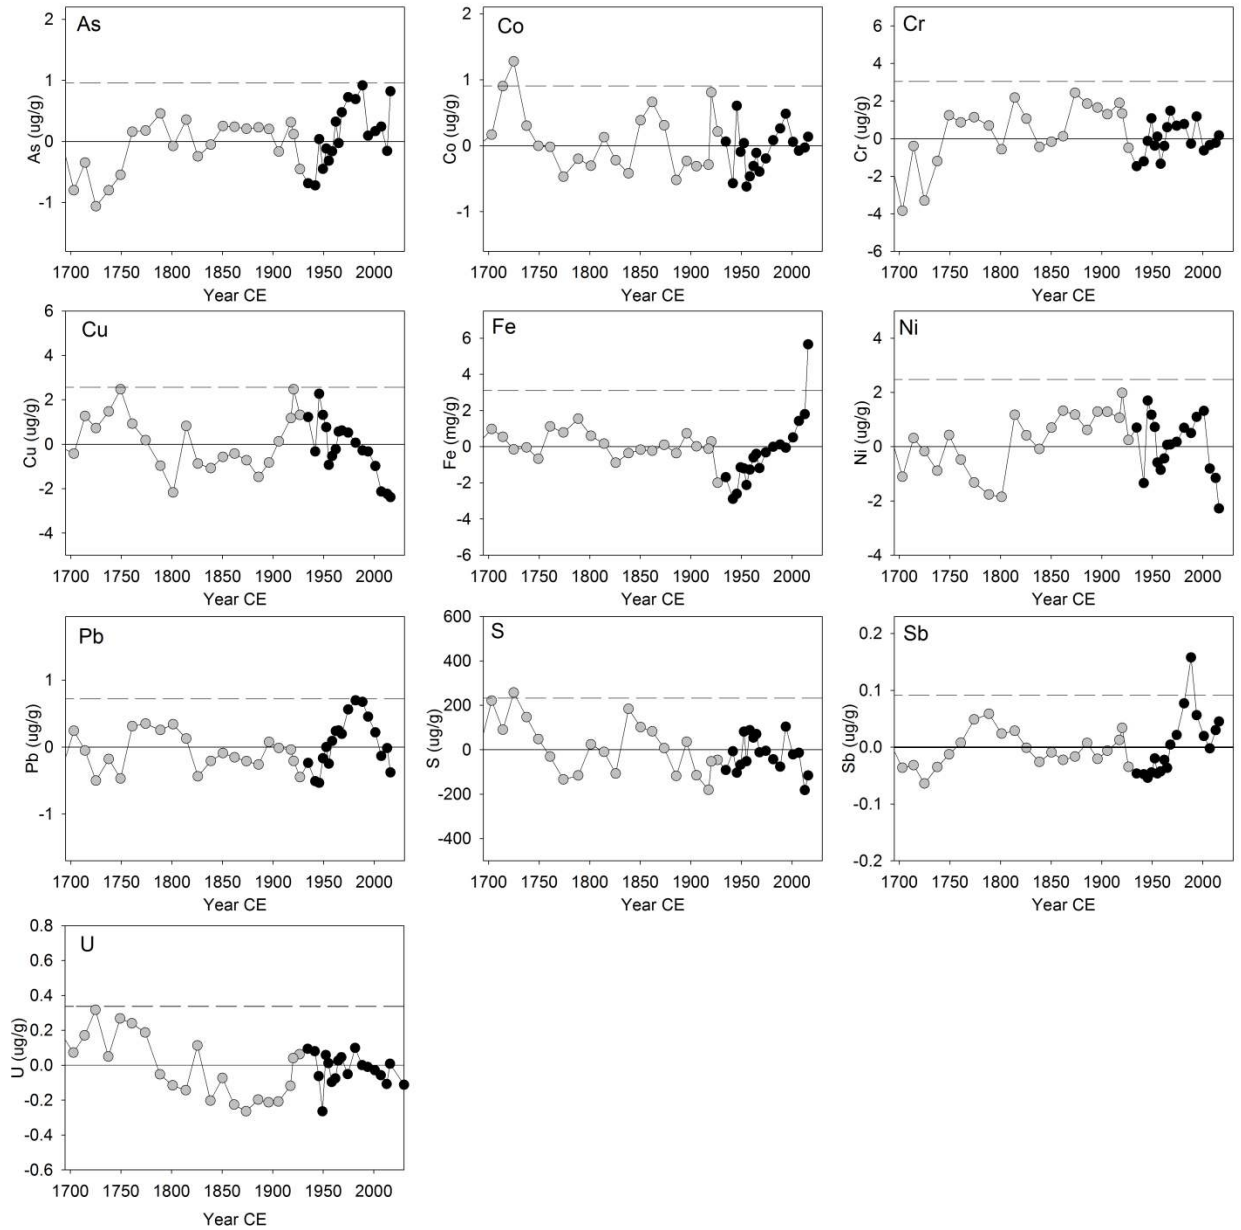 As
As (ug/g)
2
1
0
-1
1700 1750 1800 1850 1900 1950 2000
Year CE
Co
Co (ug/g)
2
1
0
-1
1700 1750 1800 1850 1900 1950 2000
Year CE
Cr
Cr (ug/g)
6
4
2
0
-2
-4
-6
1700 1750 1800 1850 1900 1950 2000
Year CE
Cu
Cu (ug/g)
6
4
2
0
-2
-4
1700 1750 1800 1850 1900 1950 2000
Year CE
Fe
Fe (mg/g)
6
4
2
0
-2
-4
-6
1700 1750 1800 1850 1900 1950 2000
Year CE
Ni
Ni (ug/g)
4
2
0
-2
-4
1700 1750 1800 1850 1900 1950 2000
Year CE
Pb
Pb (ug/g)
1
0
-1
1700 1750 1800 1850 1900 1950 2000
Year CE
S
S (ug/g)
600
400
200
0
-200
-400
1700 1750 1800 1850 1900 1950 2000
Year CE
Sb
Sb (ug/g)
0.2
0.1
0.0
-0.1
-0.2
1700 1750 1800 1850 1900 1950 2000
Year CE
U
U (ug/g)
0.8
0.6
0.4
0.2
0.0
-0.2
-0.4
-0.6
1700 1750 1800 1850 1900 1950 2000
Year CE